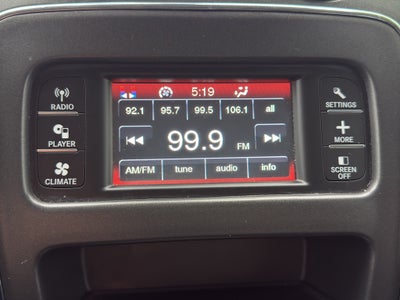 5:19
92.1 95.7 99.5 106.1 all
99.9 FM
AM/FM tune audio info
RADIO
PLAYER
CLIMATE
SETTINGS
MORE
SCREEN
OFF